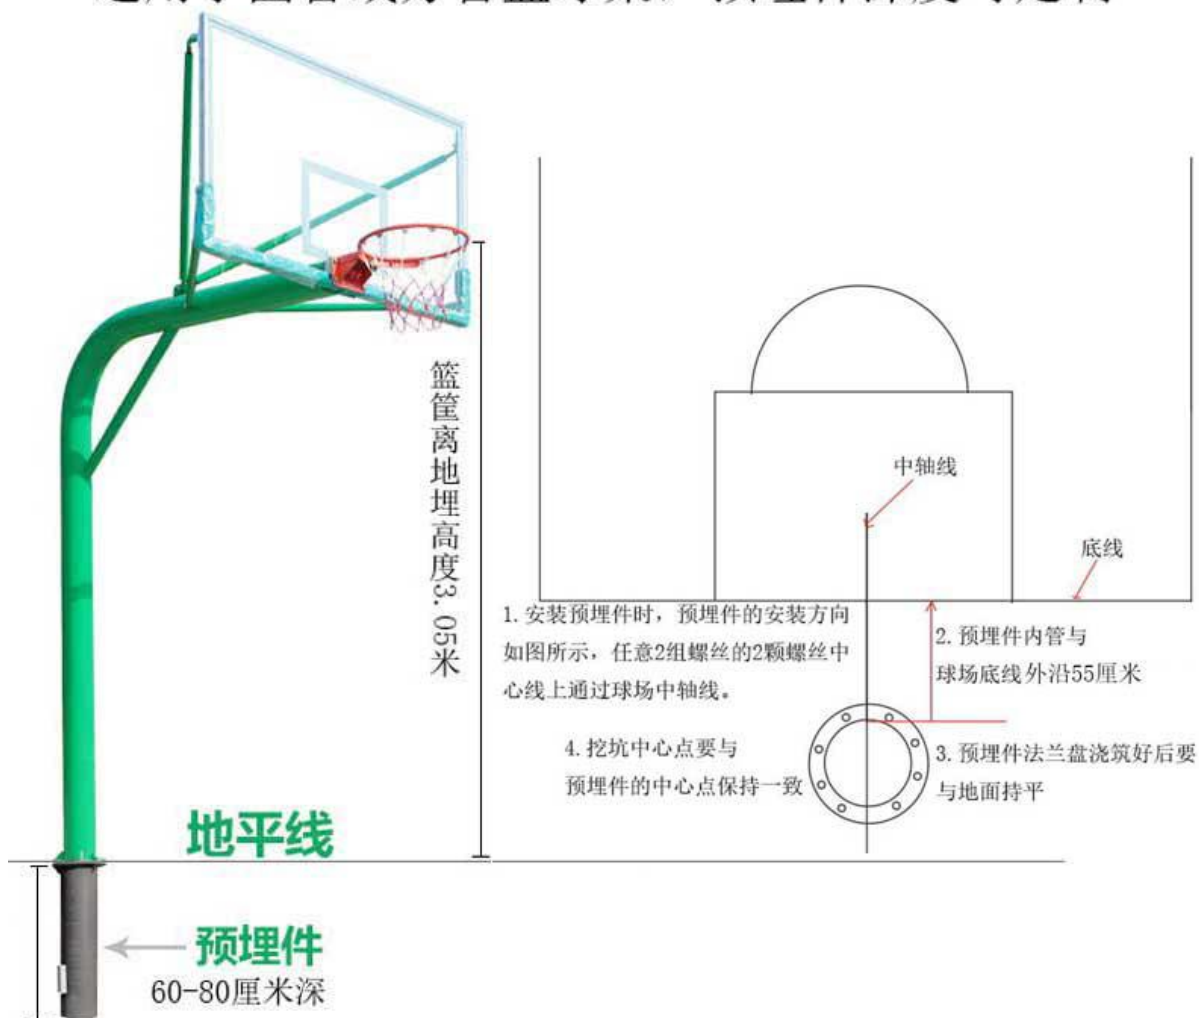 篮筐离地埋高度3.05米
中轴线
底线
1.安装预埋件时，预埋件的安装方向
如图所示，任意2组螺丝的2颗螺丝中
心线上通过球场中轴线。
2.预埋件内管与
球场底线外沿55厘米
4.挖坑中心点要与
预埋件的中心点保持一致
3.预埋件法兰盘浇筑好后要
与地面持平
地平线
预埋件
60-80厘米深